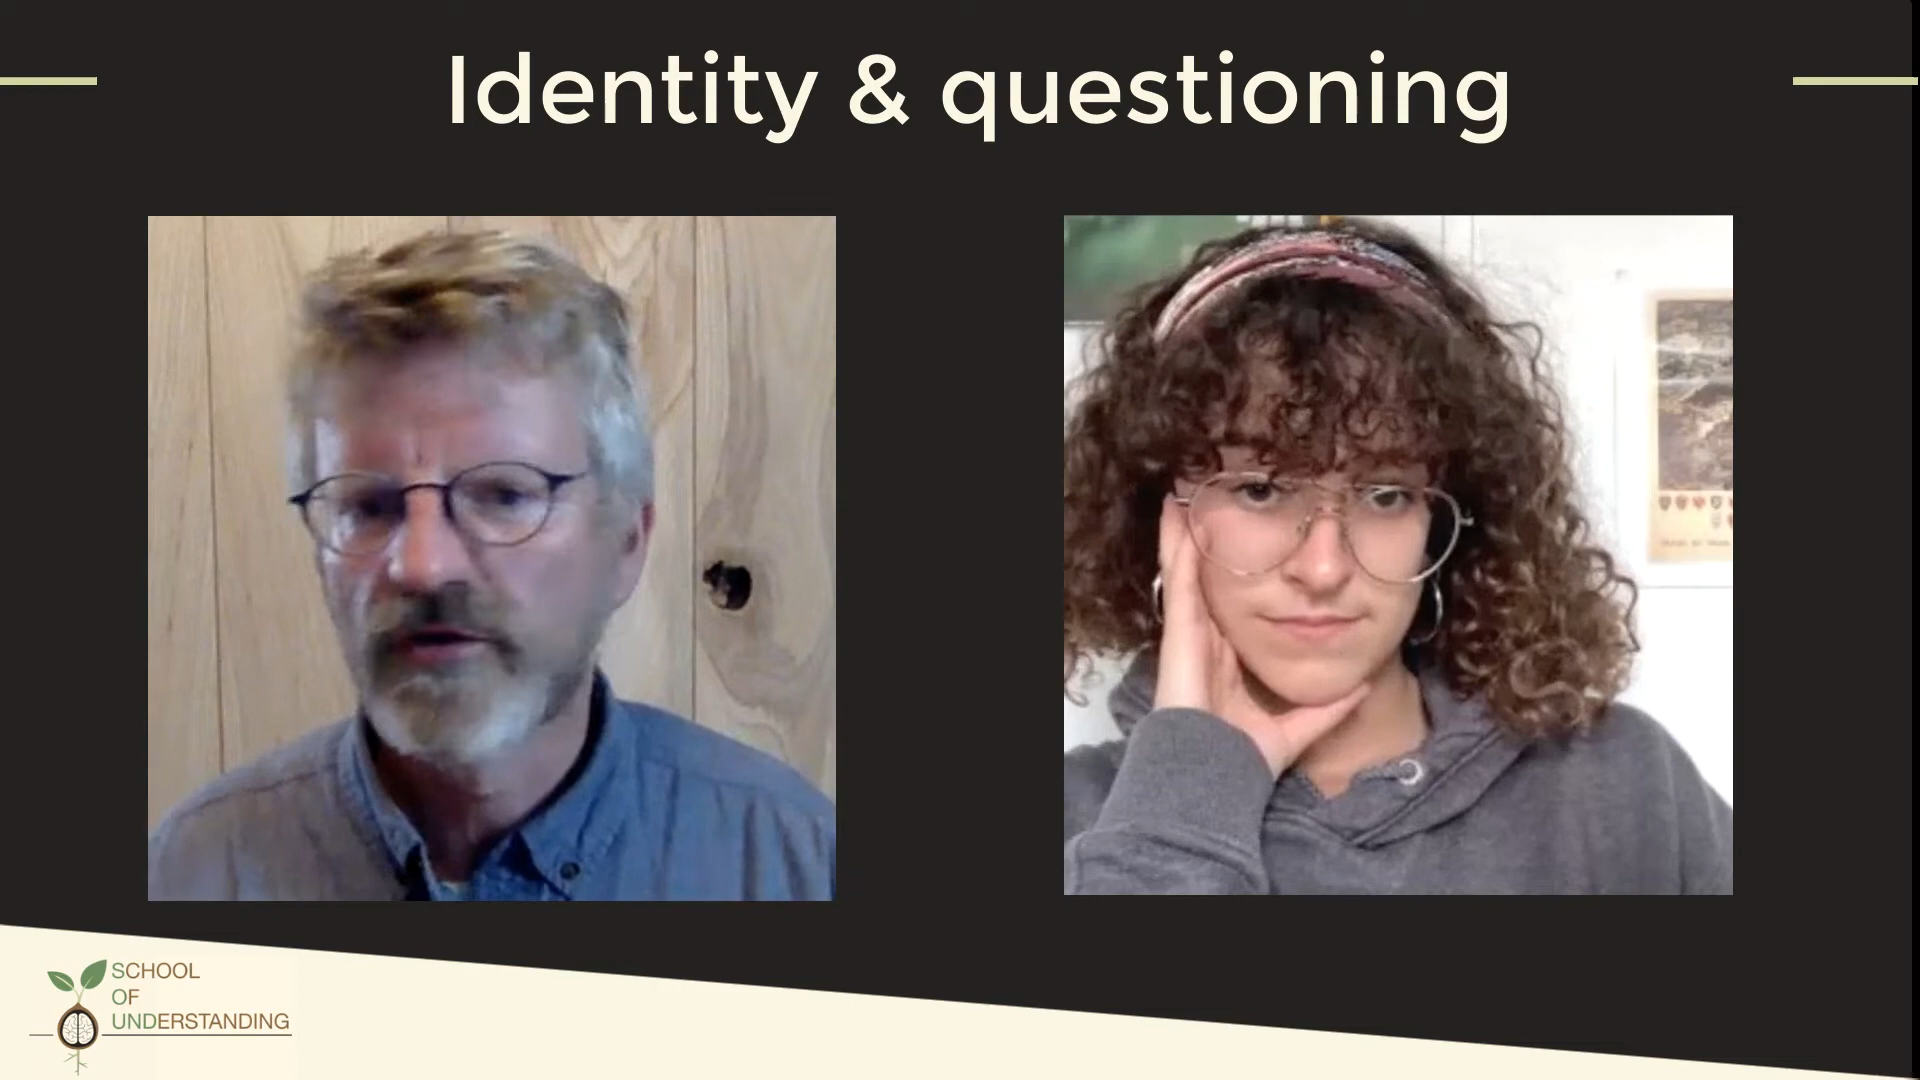 Identity & questioning
SCHOOL
OF
UNDERSTANDING